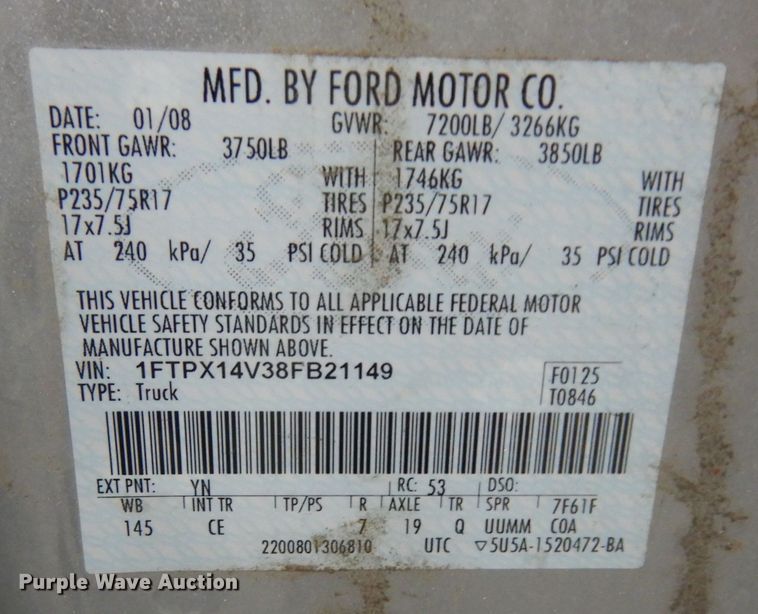 MFD. BY FORD MOTOR CO.
DATE: 01/08 GVWR: 7200LB/ 3266KG
FRONT GAWR: 3750LB REAR GAWR: 3850LB
1701KG WITH 1746KG WITH
P235/75R17 TIRES P235/75R17 TIRES
17x7.5J RIMS 17x7.5J RIMS
AT 240 kPa/ 35 PSI COLD AT 240 kPa/ 35 PSI COLD
THIS VEHICLE CONFORMS TO ALL APPLICABLE FEDERAL MOTOR
VEHICLE SAFETY STANDARDS IN EFFECT ON THE DATE OF
MANUFACTURE SHOWN ABOVE.
VIN: 1FTPX14V38FB21149 F0125
TYPE: Truck T0846
EXT PNT: YN RC: 53 DSO:
WB INT TR TP/PS R AXLE TR SPR 7F61F
145 CE 7 19 Q UUMM COA
2200801306810 UTC ▽5U5A-1520472-BA
Purple Wave Auction